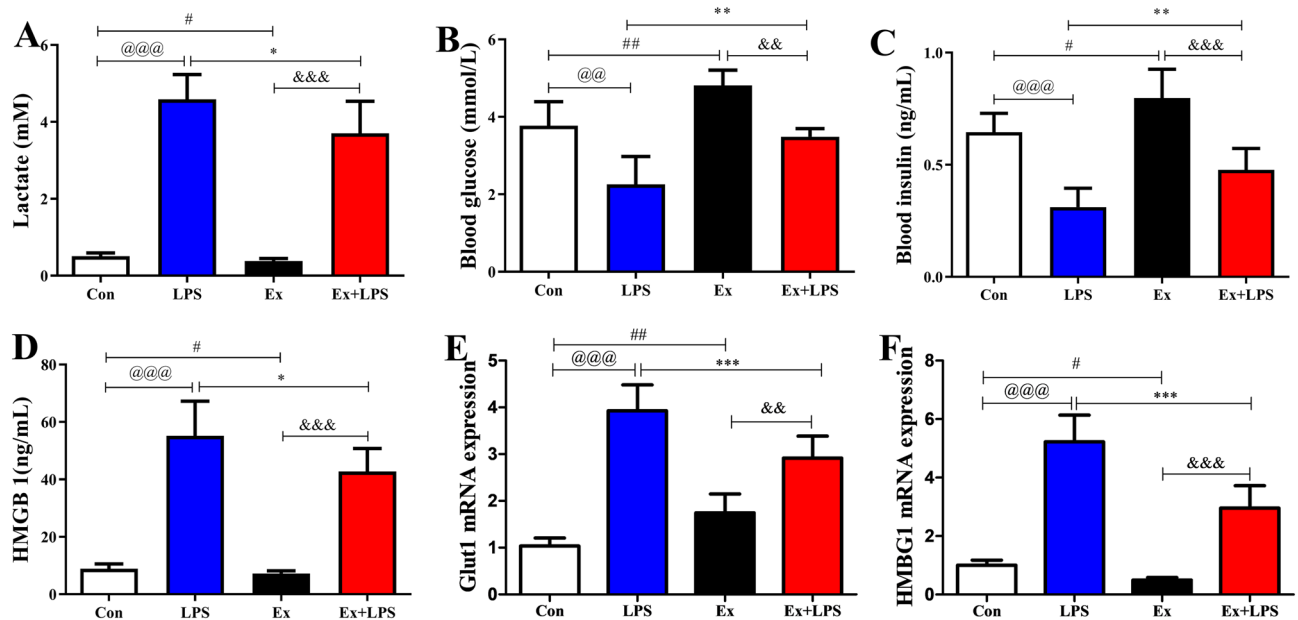 A
#
@@@
*
&&&
Lactate (mM)
6
4
2
0
Con LPS Ex Ex+LPS
B
**
##
&&
@@
Blood glucose (mmol/L)
6
4
2
0
Con LPS Ex Ex+LPS
C
**
#
&&&
@@@
Blood insulin (ng/mL)
1.0
0.5
0.0
Con LPS Ex Ex+LPS
D
#
@@@
*
&&&
HMGB 1(ng/mL)
80
60
40
20
0
Con LPS Ex Ex+LPS
E
##
@@@
***
&&
Glut1 mRNA expression
5
4
3
2
1
0
Con LPS Ex Ex+LPS
F
#
@@@
***
&&&
HMBG1 mRNA expression
8
6
4
2
0
Con LPS Ex Ex+LPS